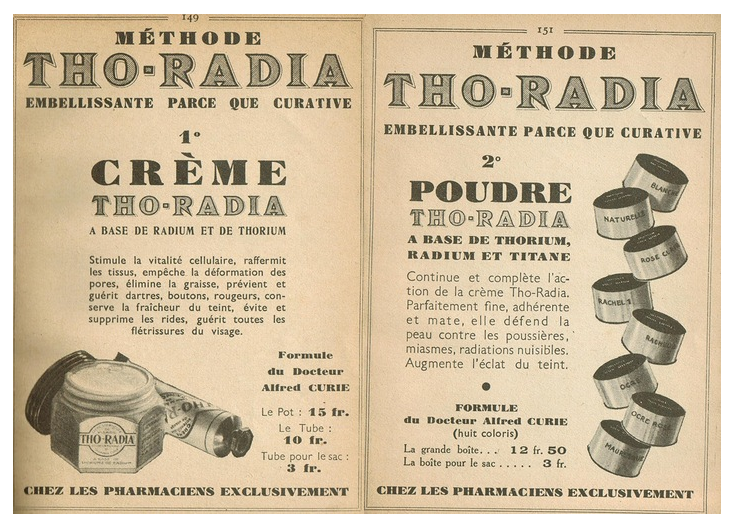 149
MÉTHODE
THO-RADIA
EMBELLISSANTE PARCE QUE CURATIVE
1°
CRÈME
THO-RADIA
A BASE DE RADIUM ET DE THORIUM
Stimule la vitalité cellulaire, raffermit
les tissus, empêche la déformation des
pores, élimine la graisse, prévient et
guérit dartres, boutons, rougeurs, con-
serve la fraîcheur du teint, évite et
supprime les rides, guérit toutes les
flétrissures du visage.
Formule
du Docteur
Alfred CURIE
Le Pot : 15 fr.
Le Tube :
10 fr.
Tube pour le sac :
3 fr.
THO-RADIA
CHEZ LES PHARMACIENS EXCLUSIVEMENT
151
MÉTHODE
THO-RADIA
EMBELLISSANTE PARCE QUE CURATIVE
2°
POUDRE
THO-RADIA
A BASE DE THORIUM,
RADIUM ET TITANE
Continue et complète l'ac-
tion de la crème Tho-Radia.
Parfaitement fine, adhérente
et mate, elle défend la
peau contre les poussières,
miasmes, radiations nuisibles.
Augmente l'éclat du teint.
FORMULE
du Docteur Alfred CURIE
(huit coloris)
La grande boîte... 12 fr. 50
La boîte pour le sac ..... 3 fr.
BLANCHE
NATURELLE
ROSE CLAIR
RACHEL 1
OCRE
OCRE ROSE
CHEZ LES PHARMACIENS EXCLUSIVEMENT